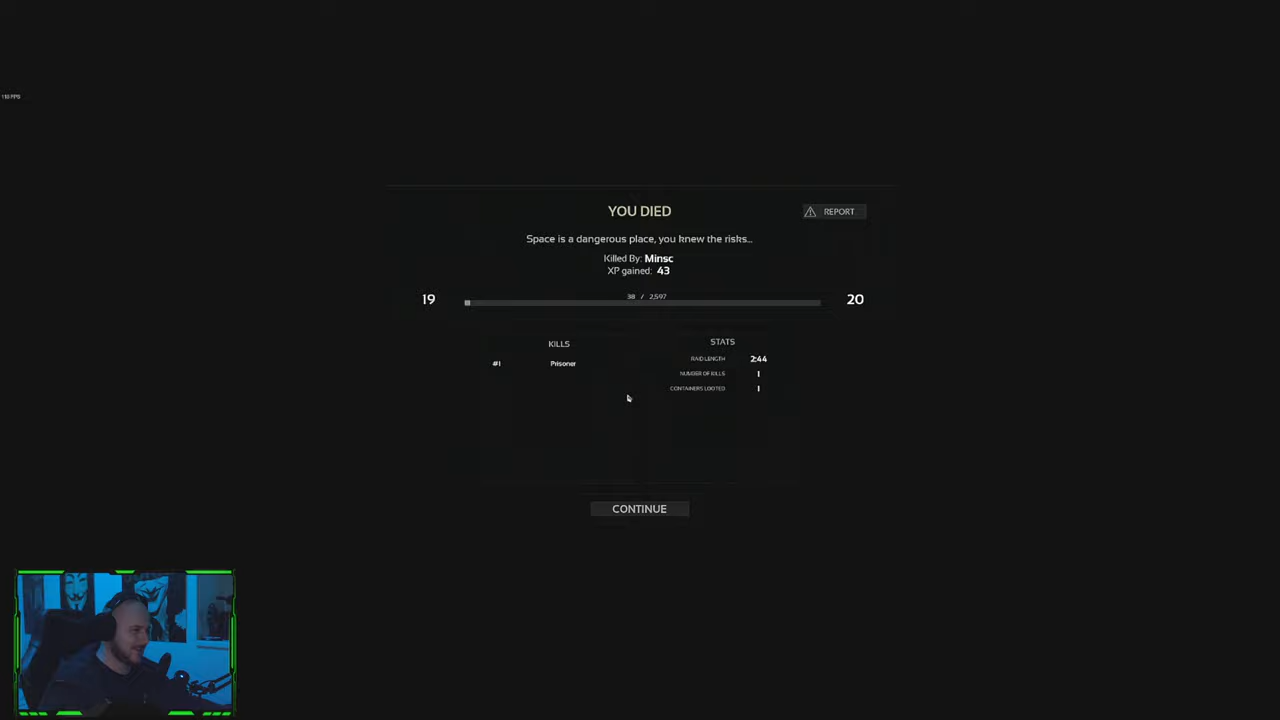 119 FPS
YOU DIED
REPORT
Space is a dangerous place, you knew the risks...
Killed By: Minsc
XP gained: 43
19
38 / 2,597
20
KILLS
#1 Prisoner
STATS
RAID LENGTH 2:44
NUMBER OF KILLS 1
CONTAINERS LOOTED 1
CONTINUE